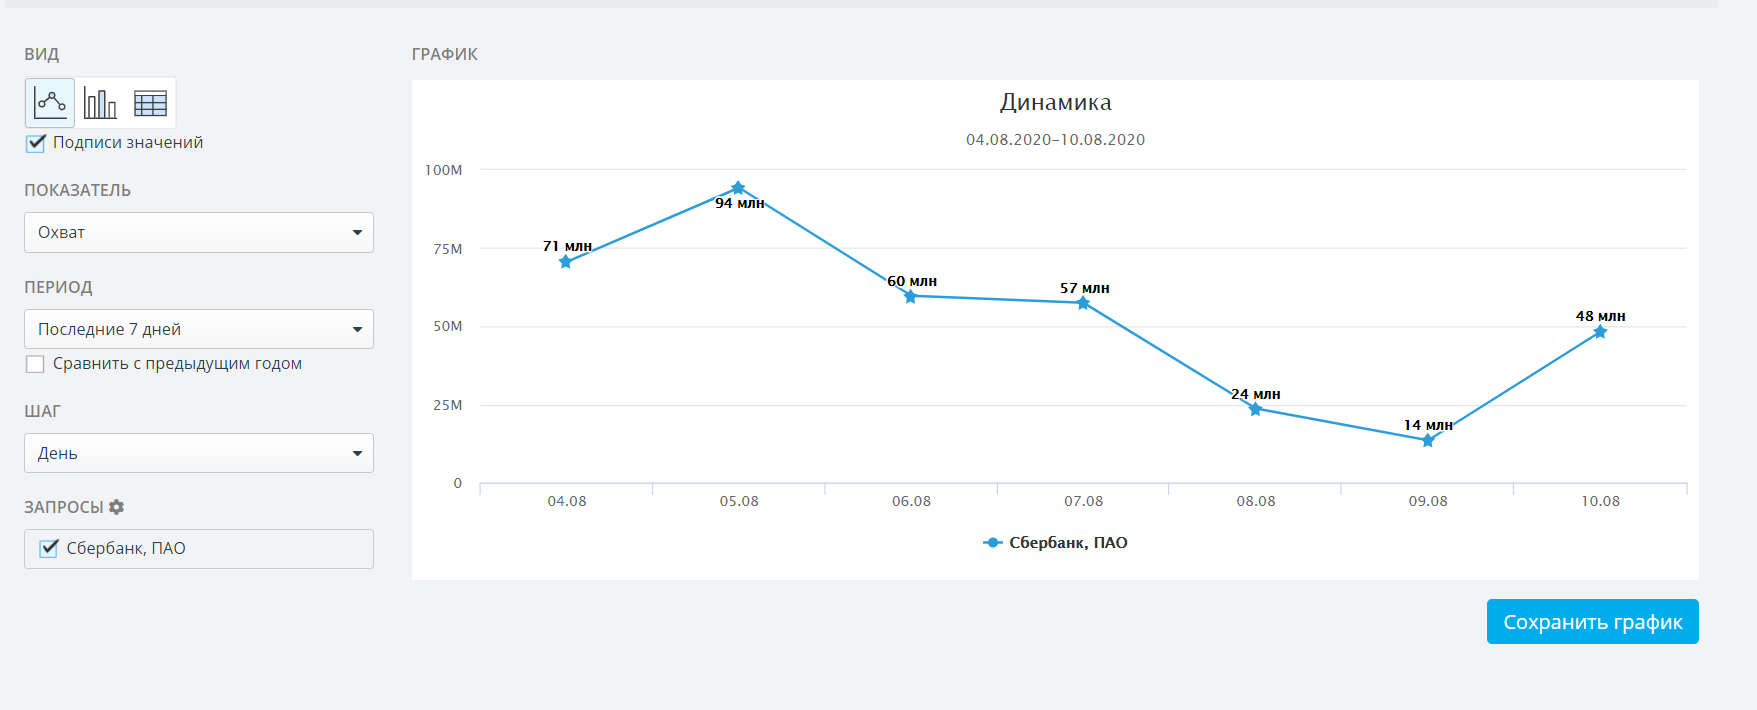 ВИД
Подписи значений
ПОКАЗАТЕЛЬ
Охват
ПЕРИОД
Последние 7 дней
Сравнить с предыдущим годом
ШАГ
День
ЗАПРОСЫ
Сбербанк, ПАО
ГРАФИК
Динамика
04.08.2020–10.08.2020
100M
75M
50M
25M
0
71 млн
94 млн
60 млн
57 млн
24 млн
14 млн
48 млн
04.08
05.08
06.08
07.08
08.08
09.08
10.08
Сбербанк, ПАО
Сохранить график